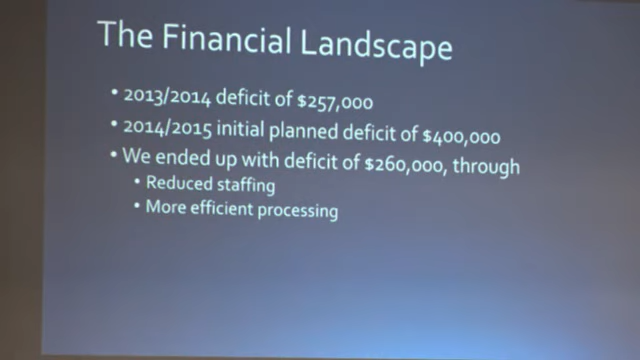 The Financial Landscape
• 2013/2014 deficit of $257,000
• 2014/2015 initial planned deficit of $400,000
• We ended up with deficit of $260,000, through
• Reduced staffing
• More efficient processing